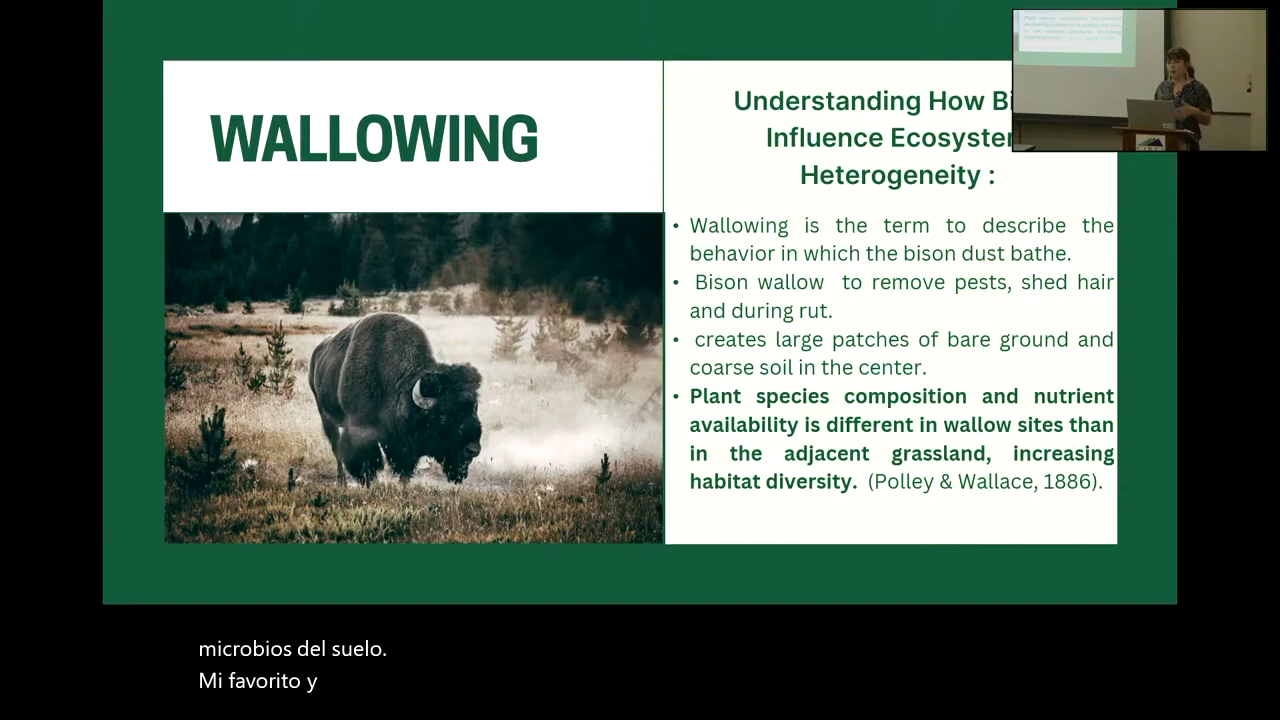 WALLOWING
Understanding How Bi
Influence Ecosyste
Heterogeneity :
• Wallowing is the term to describe the
behavior in which the bison dust bathe.
• Bison wallow to remove pests, shed hair
and during rut.
• creates large patches of bare ground and
coarse soil in the center.
• Plant species composition and nutrient
availability is different in wallow sites than
in the adjacent grassland, increasing
habitat diversity. (Polley & Wallace, 1886).
microbios del suelo.
Mi favorito y